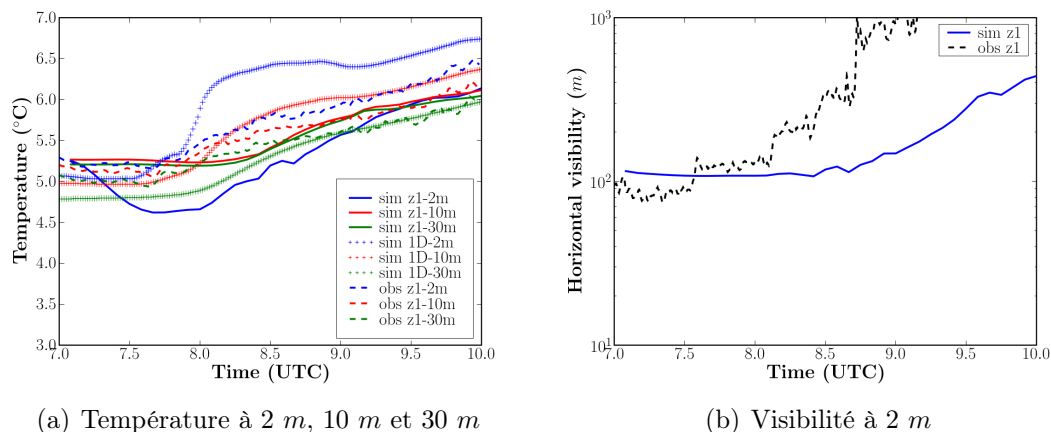 7.0
6.5
6.0
5.5
5.0
4.5
4.0
3.5
3.0
Temperature (°C)
7.0 7.5 8.0 8.5 9.0 9.5 10.0
Time (UTC)
sim z1-2m
sim z1-10m
sim z1-30m
sim 1D-2m
sim 1D-10m
sim 1D-30m
obs z1-2m
obs z1-10m
obs z1-30m
(a) Température à 2 m, 10 m et 30 m
10³
10²
10¹
Horizontal visibility (m)
7.0 7.5 8.0 8.5 9.0 9.5 10.0
Time (UTC)
sim z1
obs z1
(b) Visibilité à 2 m